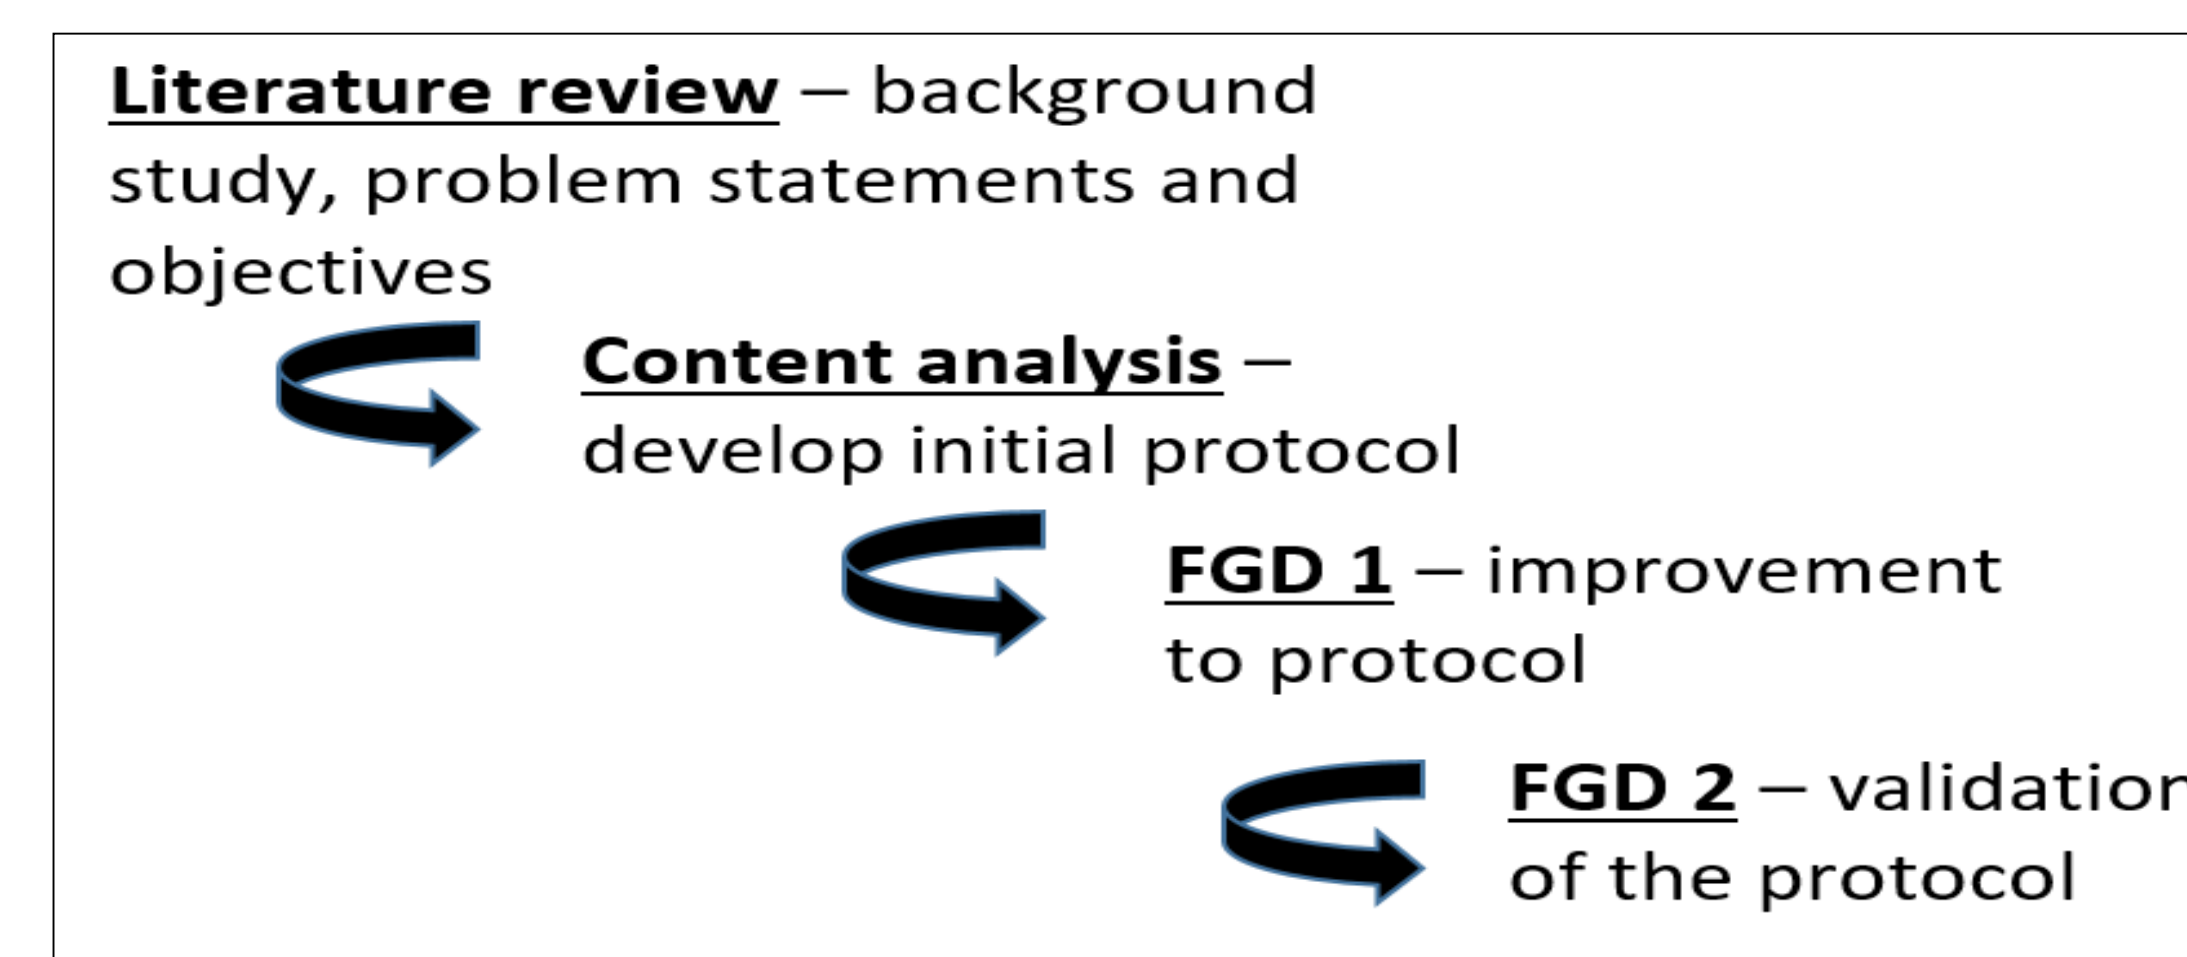 Literature review – background
study, problem statements and
objectives
Content analysis –
develop initial protocol
FGD 1 – improvement
to protocol
FGD 2 – validation
of the protocol